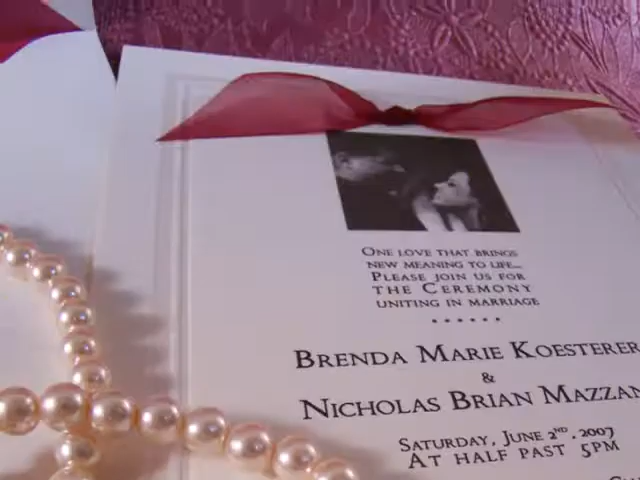 ONE LOVE THAT BRINGS
NEW MEANING TO LIFE...
PLEASE JOIN US FOR
THE CEREMONY
UNITING IN MARRIAGE
BRENDA MARIE KOESTERER
&
NICHOLAS BRIAN MAZZAN
SATURDAY, JUNE 2ND, 2007
AT HALF PAST 5PM